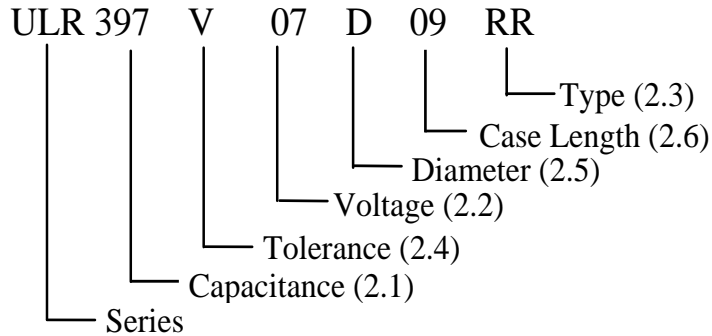 ULR 397 V 07 D 09 RR
Type (2.3)
Case Length (2.6)
Diameter (2.5)
Voltage (2.2)
Tolerance (2.4)
Capacitance (2.1)
Series